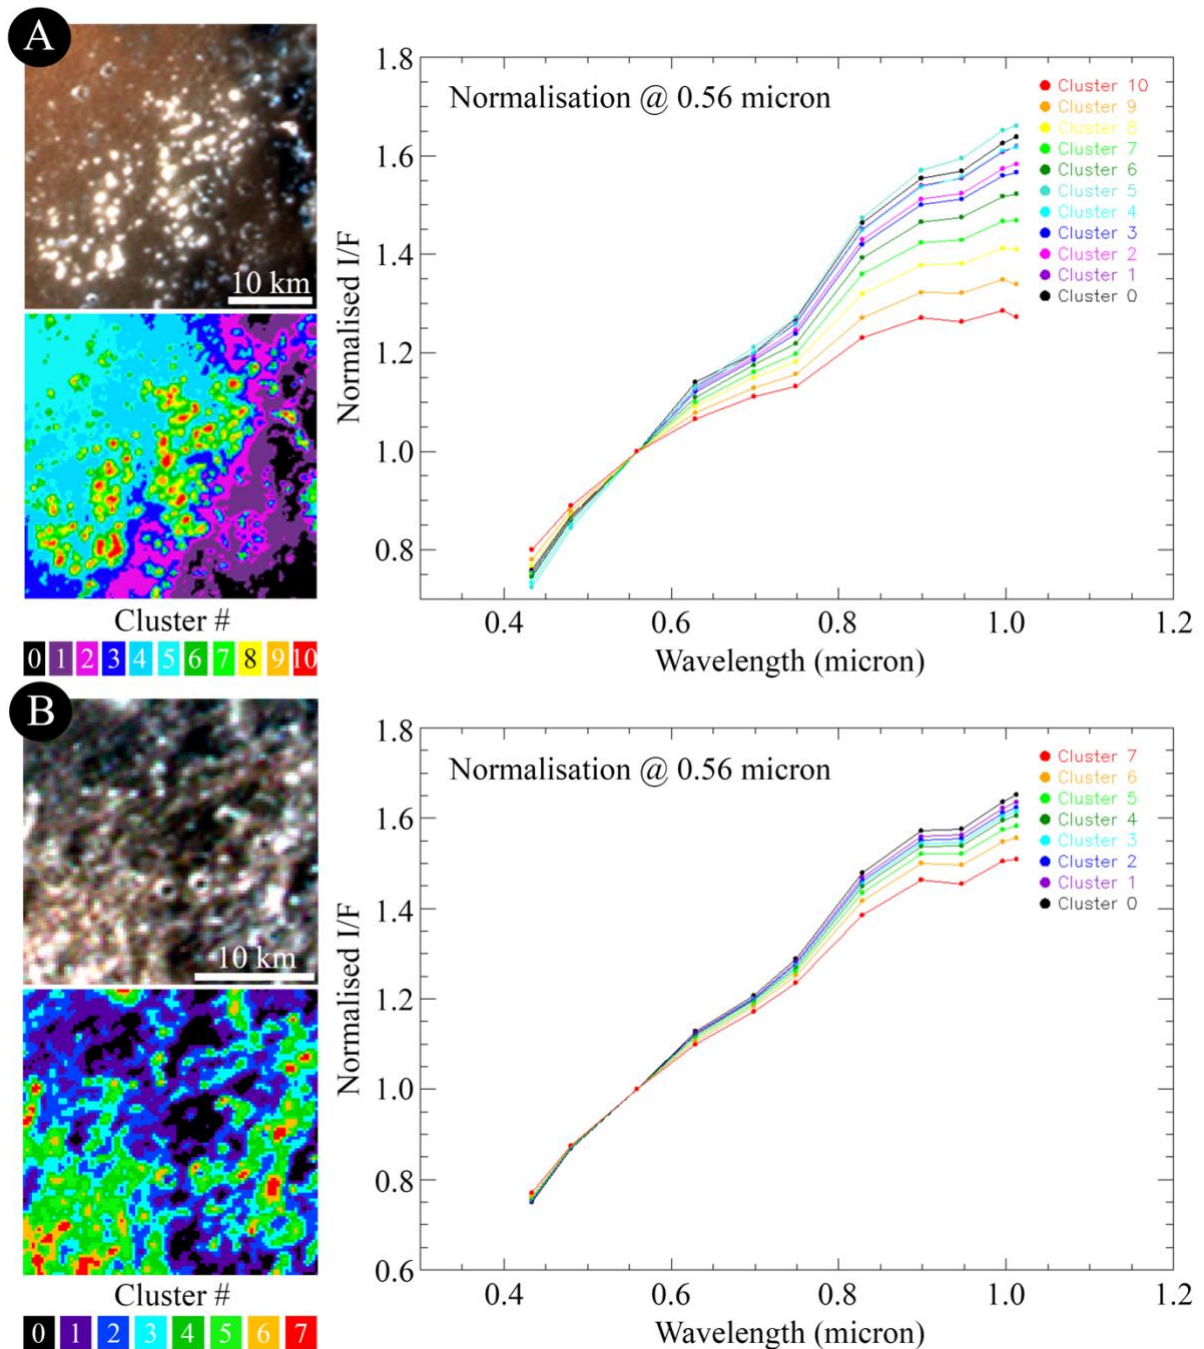 A
10 km
Cluster #
0 1 2 3 4 5 6 7 8 9 10
1.8
1.6
1.4
1.2
1.0
0.8
Normalised I/F
Normalisation @ 0.56 micron
Cluster 10
Cluster 9
Cluster 8
Cluster 7
Cluster 6
Cluster 5
Cluster 4
Cluster 3
Cluster 2
Cluster 1
Cluster 0
0.4 0.6 0.8 1.0 1.2
Wavelength (micron)
B
10 km
Cluster #
0 1 2 3 4 5 6 7
1.8
1.6
1.4
1.2
1.0
0.8
0.6
Normalised I/F
Normalisation @ 0.56 micron
Cluster 7
Cluster 6
Cluster 5
Cluster 4
Cluster 3
Cluster 2
Cluster 1
Cluster 0
0.4 0.6 0.8 1.0 1.2
Wavelength (micron)